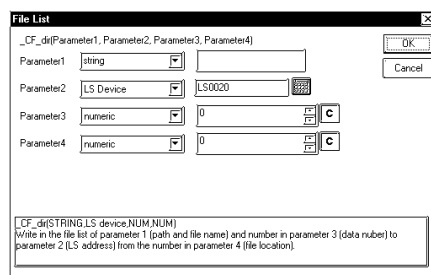 File List
_CF_dir(Parameter1, Parameter2, Parameter3, Parameter4)
OK
Cancel
Parameter1 string
Parameter2 LS Device LS0020
Parameter3 numeric 0 C
Parameter4 numeric 0 C
_CF_dir(STRING,LS device,NUM,NUM)
Write in the file list of parameter 1 (path and file name) and number in parameter 3 (data nuber) to
parameter 2 (LS address) from the number in parameter 4 (file location).